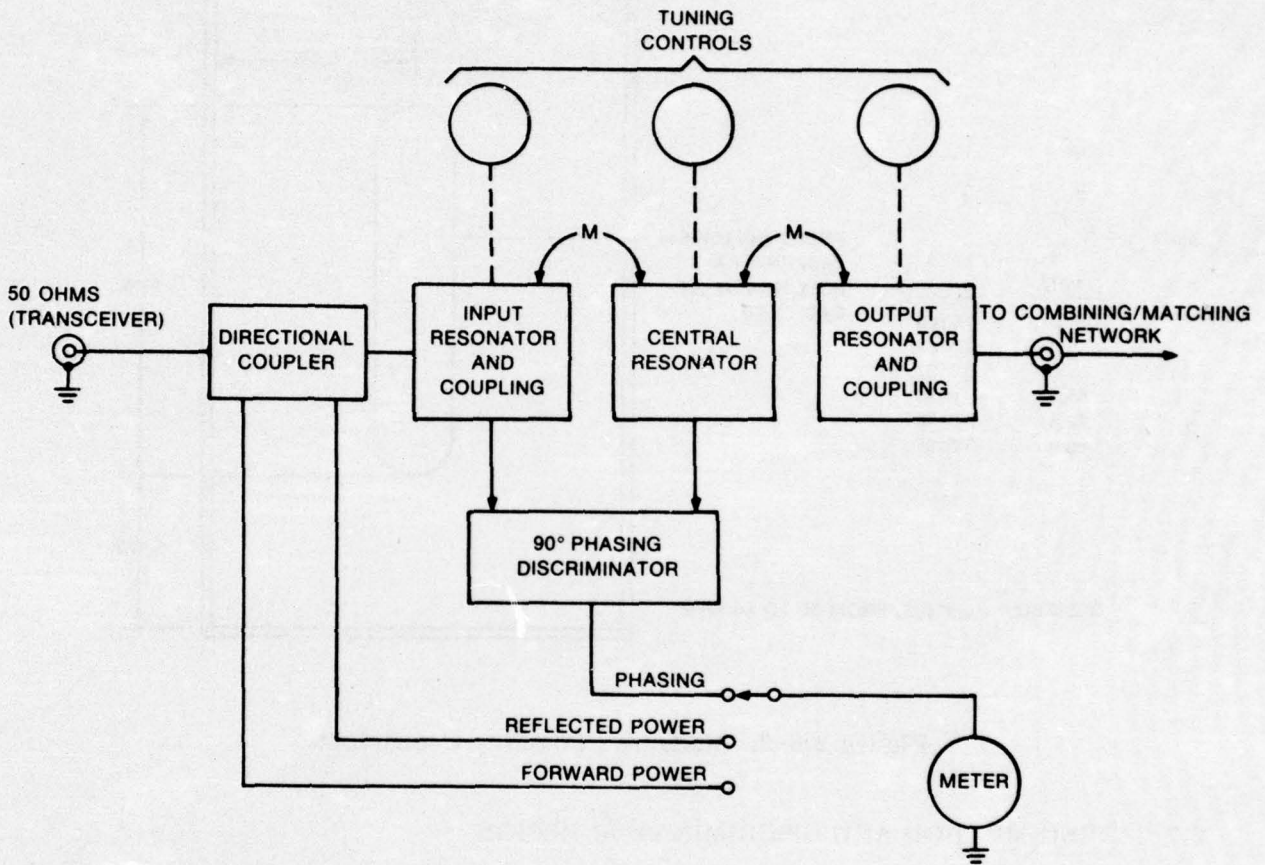 TUNING
CONTROLS
M
M
50 OHMS
(TRANSCEIVER)
DIRECTIONAL
COUPLER
INPUT
RESONATOR
AND
COUPLING
CENTRAL
RESONATOR
OUTPUT
RESONATOR
AND
COUPLING
TO COMBINING/MATCHING
NETWORK
90° PHASING
DISCRIMINATOR
PHASING
REFLECTED POWER
FORWARD POWER
METER